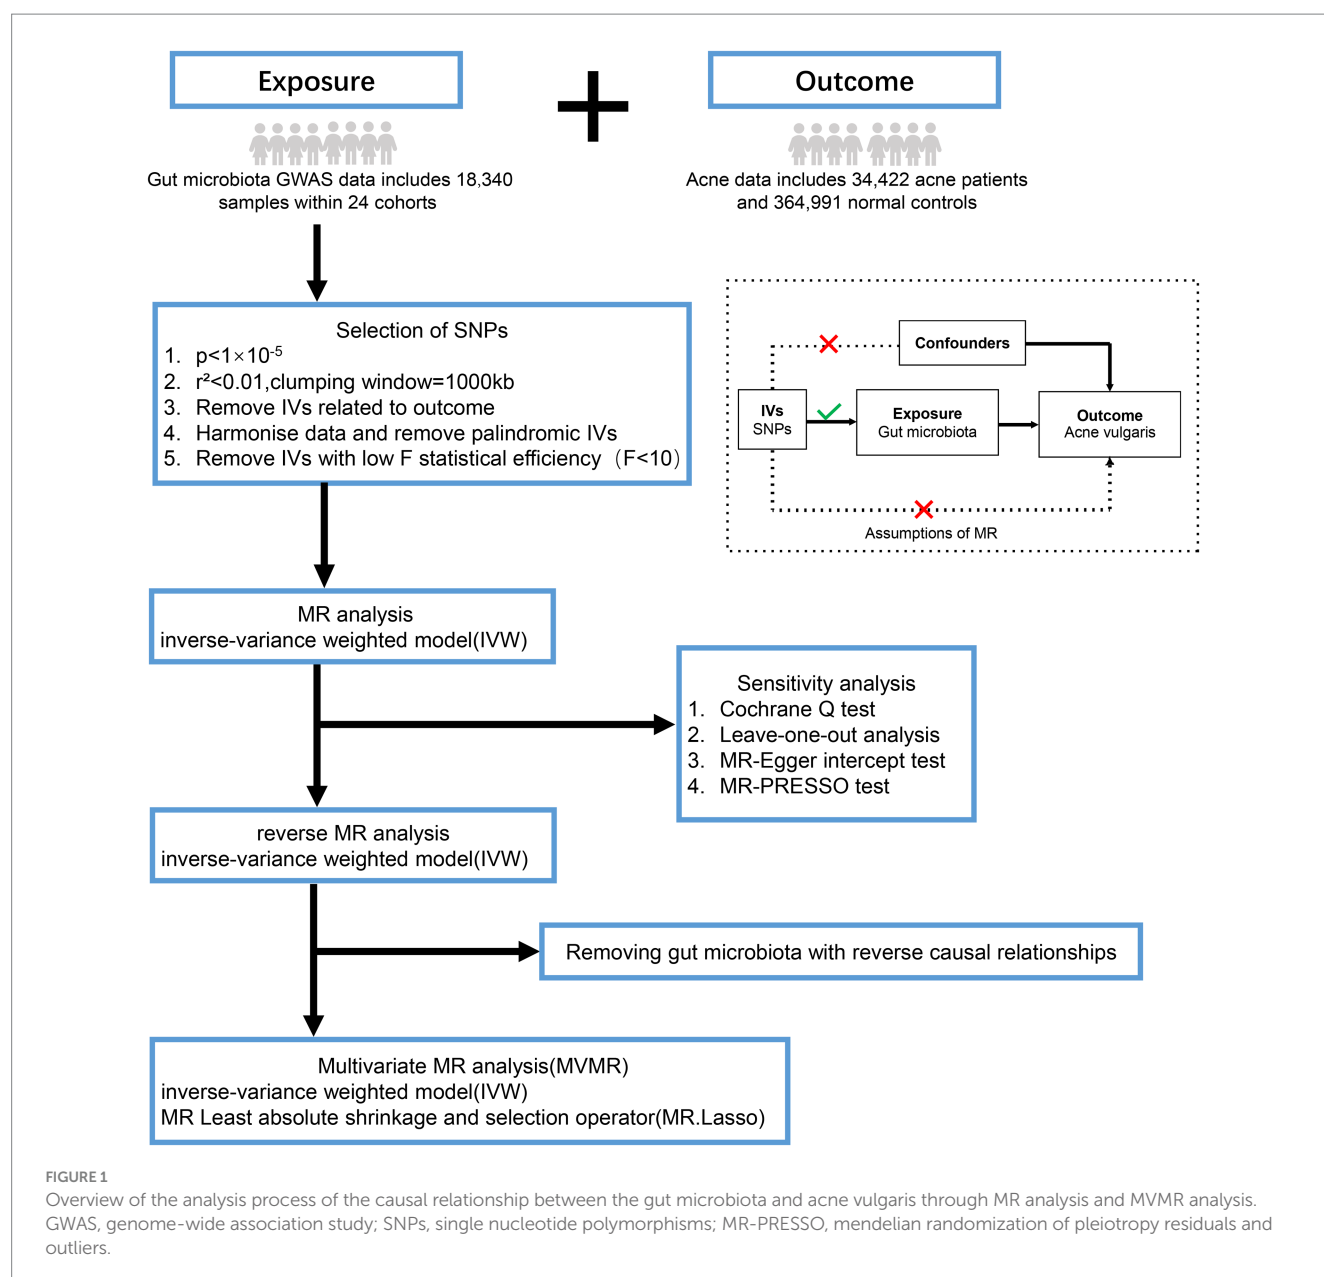 Exposure
Outcome
Gut microbiota GWAS data includes 18,340
samples within 24 cohorts
Acne data includes 34,422 acne patients
and 364,991 normal controls
Selection of SNPs
1. p<1×10⁻⁵
2. r²<0.01,clumping window=1000kb
3. Remove IVs related to outcome
4. Harmonise data and remove palindromic IVs
5. Remove IVs with low F statistical efficiency（F<10）
Confounders
IVs
SNPs
Exposure
Gut microbiota
Outcome
Acne vulgaris
Assumptions of MR
MR analysis
inverse-variance weighted model(IVW)
Sensitivity analysis
1. Cochrane Q test
2. Leave-one-out analysis
3. MR-Egger intercept test
4. MR-PRESSO test
reverse MR analysis
inverse-variance weighted model(IVW)
Removing gut microbiota with reverse causal relationships
Multivariate MR analysis(MVMR)
inverse-variance weighted model(IVW)
MR Least absolute shrinkage and selection operator(MR.Lasso)
FIGURE 1
Overview of the analysis process of the causal relationship between the gut microbiota and acne vulgaris through MR analysis and MVMR analysis.
GWAS, genome-wide association study; SNPs, single nucleotide polymorphisms; MR-PRESSO, mendelian randomization of pleiotropy residuals and
outliers.